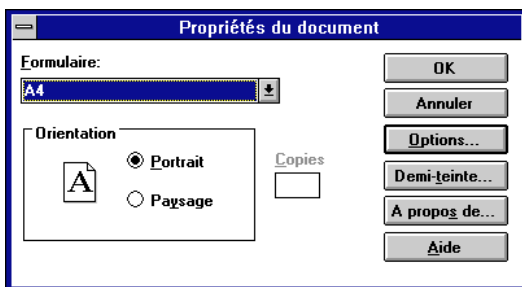 Propriétés du document
Formulaire:
A4
Orientation
A
Portrait
Paysage
Copies
OK
Annuler
Options...
Demi-teinte...
A propos de...
Aide